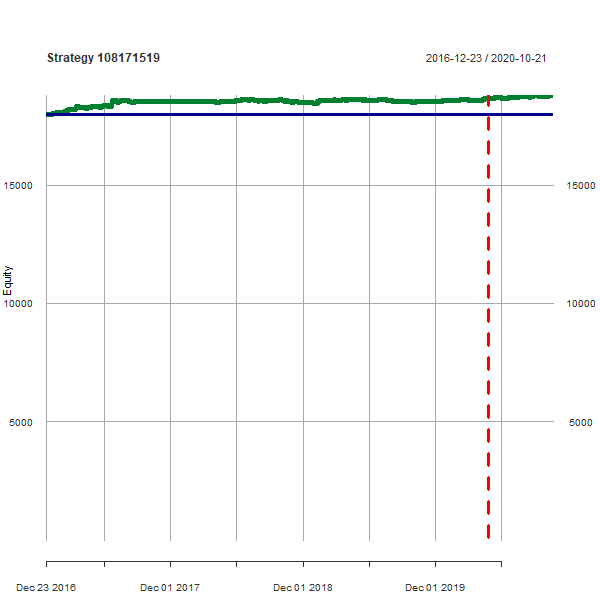 Strategy 108171519
2016-12-23 / 2020-10-21
15000
15000
Equity
10000
10000
5000
5000
Dec 23 2016
Dec 01 2017
Dec 01 2018
Dec 01 2019